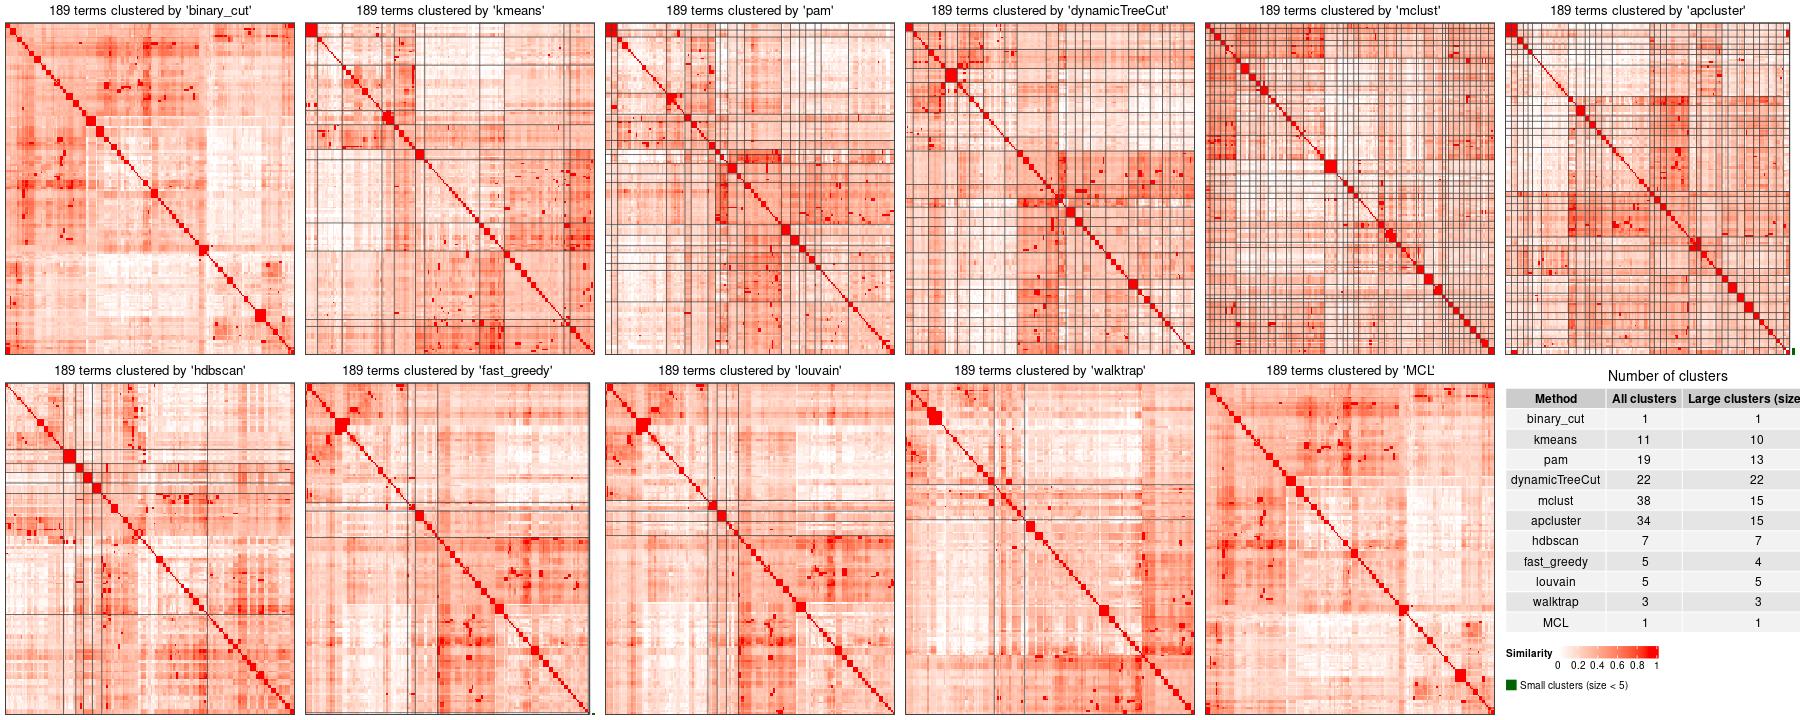 189 terms clustered by 'binary_cut'
189 terms clustered by 'kmeans'
189 terms clustered by 'pam'
189 terms clustered by 'dynamicTreeCut'
189 terms clustered by 'mclust'
189 terms clustered by 'apcluster'
189 terms clustered by 'hdbscan'
189 terms clustered by 'fast_greedy'
189 terms clustered by 'louvain'
189 terms clustered by 'walktrap'
189 terms clustered by 'MCL'
Number of clusters
Method All clusters Large clusters (size
binary_cut 1 1
kmeans 11 10
pam 19 13
dynamicTreeCut 22 22
mclust 38 15
apcluster 34 15
hdbscan 7 7
fast_greedy 5 4
louvain 5 5
walktrap 3 3
MCL 1 1
Similarity
0 0.2 0.4 0.6 0.8 1
Small clusters (size < 5)